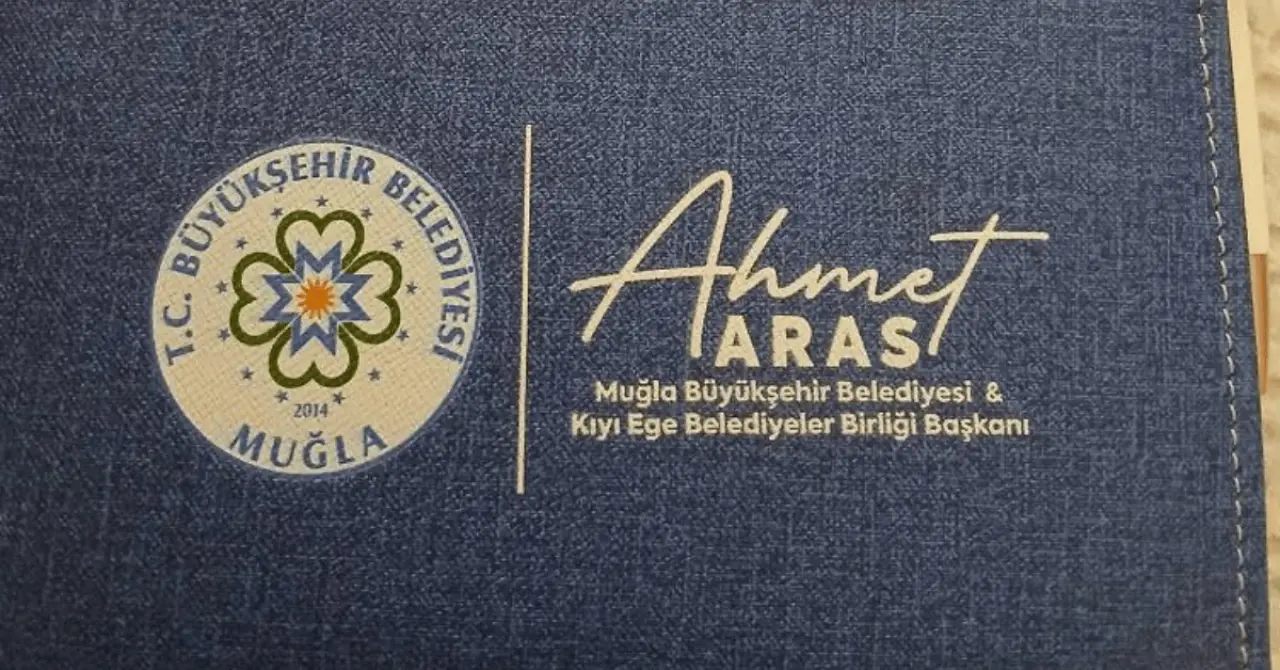 T.C. BÜYÜKŞEHİR BELEDİYESİ
2014
MUĞLA
Ahmet
ARAS
Muğla Büyükşehir Belediyesi &
Kıyı Ege Belediyeler Birliği Başkanı